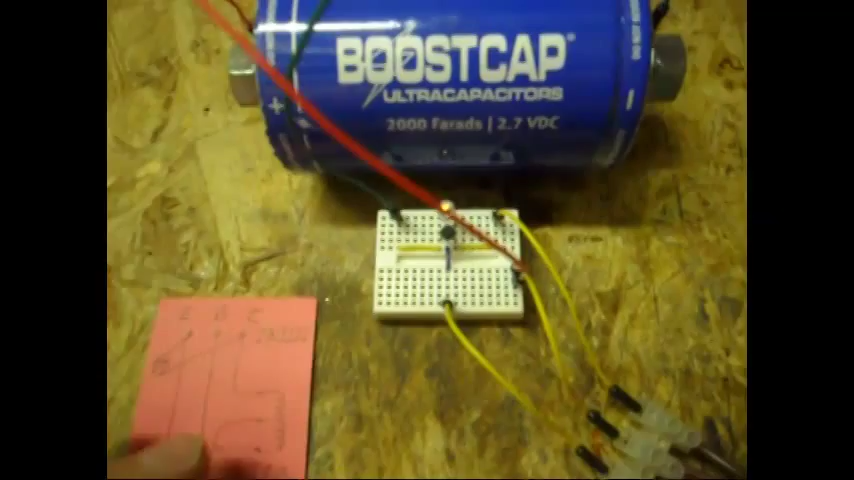 BOOSTCAP®
ULTRACAPACITORS
2000 Farads | 2.7 VDC
+
-
E B C